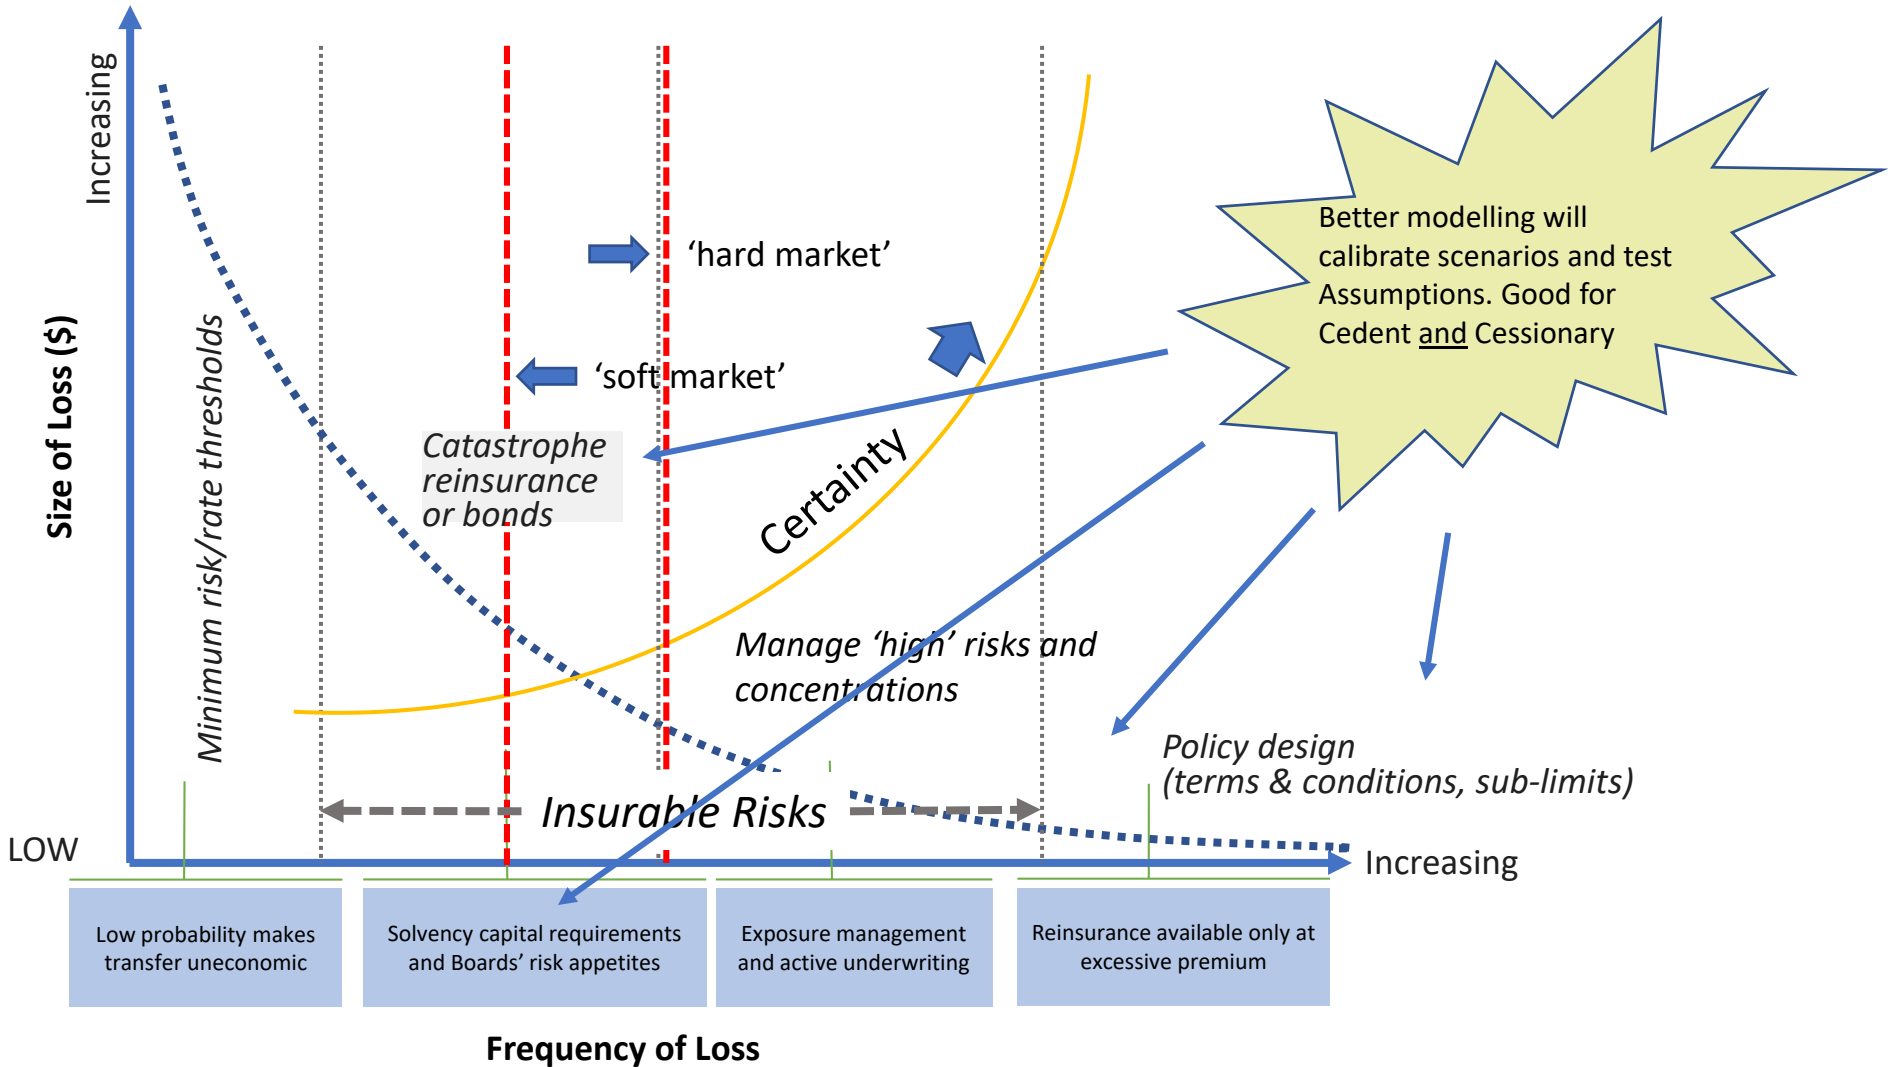 Increasing
Size of Loss ($)
Minimum risk/rate thresholds
‘hard market’
‘soft market’
Catastrophe
reinsurance
or bonds
Certainty
Better modelling will
calibrate scenarios and test
Assumptions. Good for
Cedent and Cessionary
Manage ‘high’ risks and
concentrations
Policy design
(terms & conditions, sub-limits)
Insurable Risks
LOW
Increasing
Low probability makes
transfer uneconomic
Solvency capital requirements
and Boards’ risk appetites
Exposure management
and active underwriting
Reinsurance available only at
excessive premium
Frequency of Loss